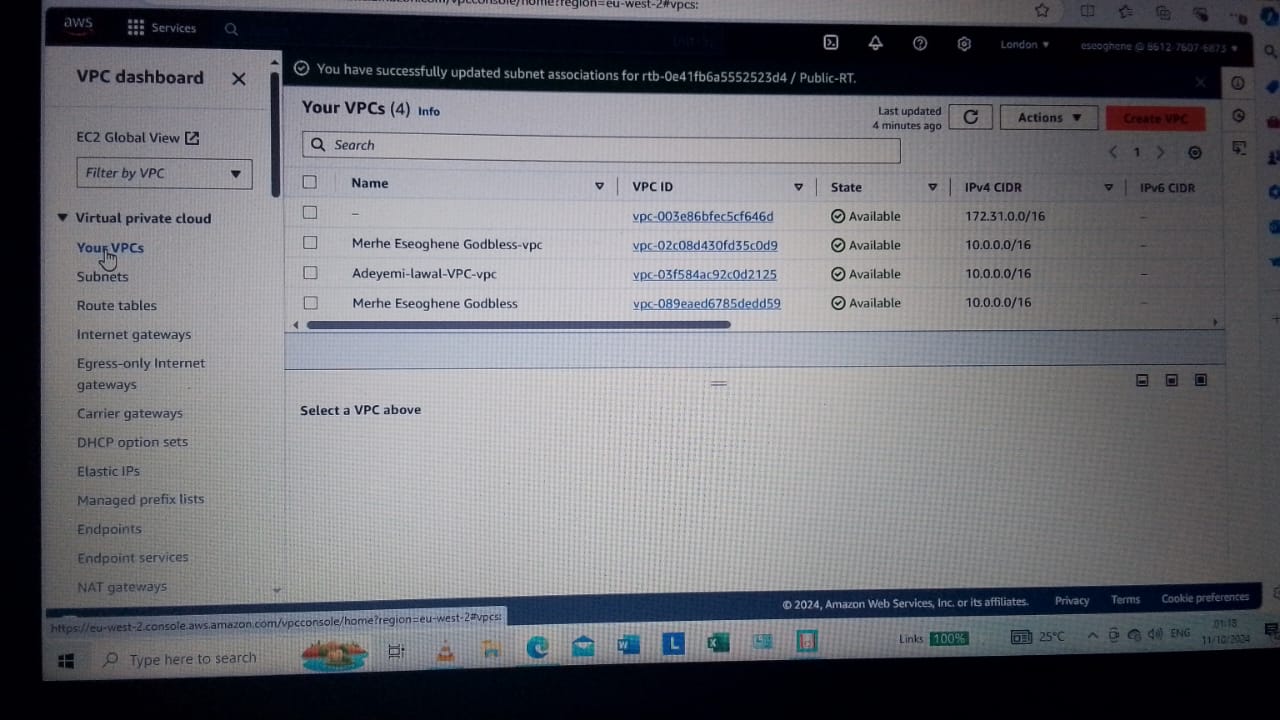 amazon.com/vpcconsole/home?region=eu-west-2#vpcs:
aws
Services
London
eseoghene @ 8612-7607-6873
VPC dashboard
You have successfully updated subnet associations for rtb-0e41fb6a5552523d4 / Public-RT.
EC2 Global View
Filter by VPC
Virtual private cloud
Your VPCs
Subnets
Route tables
Internet gateways
Egress-only Internet
gateways
Carrier gateways
DHCP option sets
Elastic IPs
Managed prefix lists
Endpoints
Endpoint services
NAT gateways
Your VPCs (4) Info
Last updated
4 minutes ago
Actions
Create VPC
Search
1
Name VPC ID State IPv4 CIDR IPv6 CIDR
– vpc-003e86bfec5cf646d Available 172.31.0.0/16 –
Merhe Eseoghene Godbless-vpc vpc-02c08d430fd35c0d9 Available 10.0.0.0/16 –
Adeyemi-lawal-VPC-vpc vpc-03f584ac92c0d2125 Available 10.0.0.0/16 –
Merhe Eseoghene Godbless vpc-089eaed6785dedd59 Available 10.0.0.0/16 –
Select a VPC above
© 2024, Amazon Web Services, Inc. or its affiliates. Privacy Terms Cookie preferences
https://eu-west-2.console.aws.amazon.com/vpcconsole/home?region=eu-west-2#vpcs:
Type here to search
Links 100%
25°C
ENG
01:18
11/10/2024